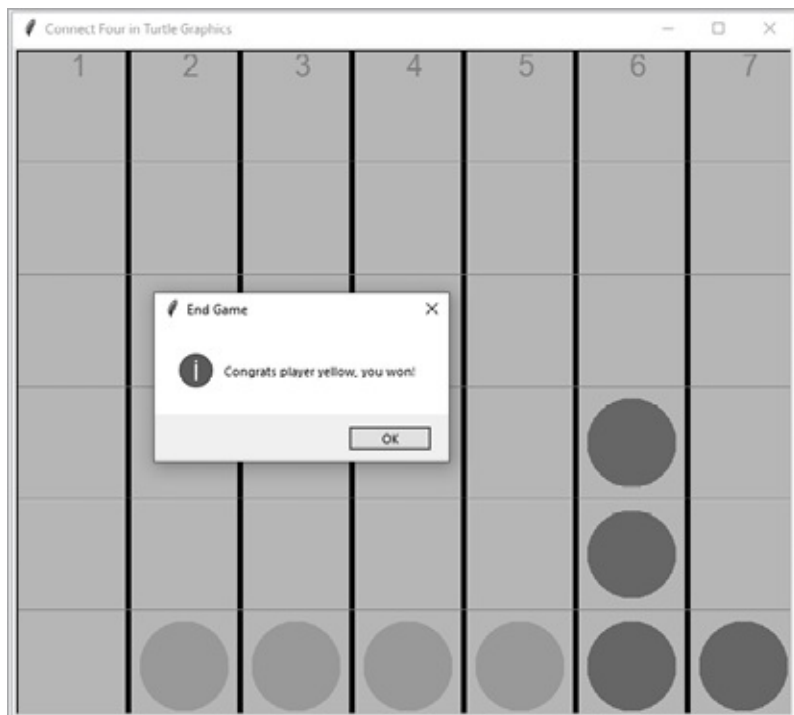 Connect Four in Turtle Graphics
1 2 3 4 5 6 7
End Game
Congrats player yellow, you won!
OK